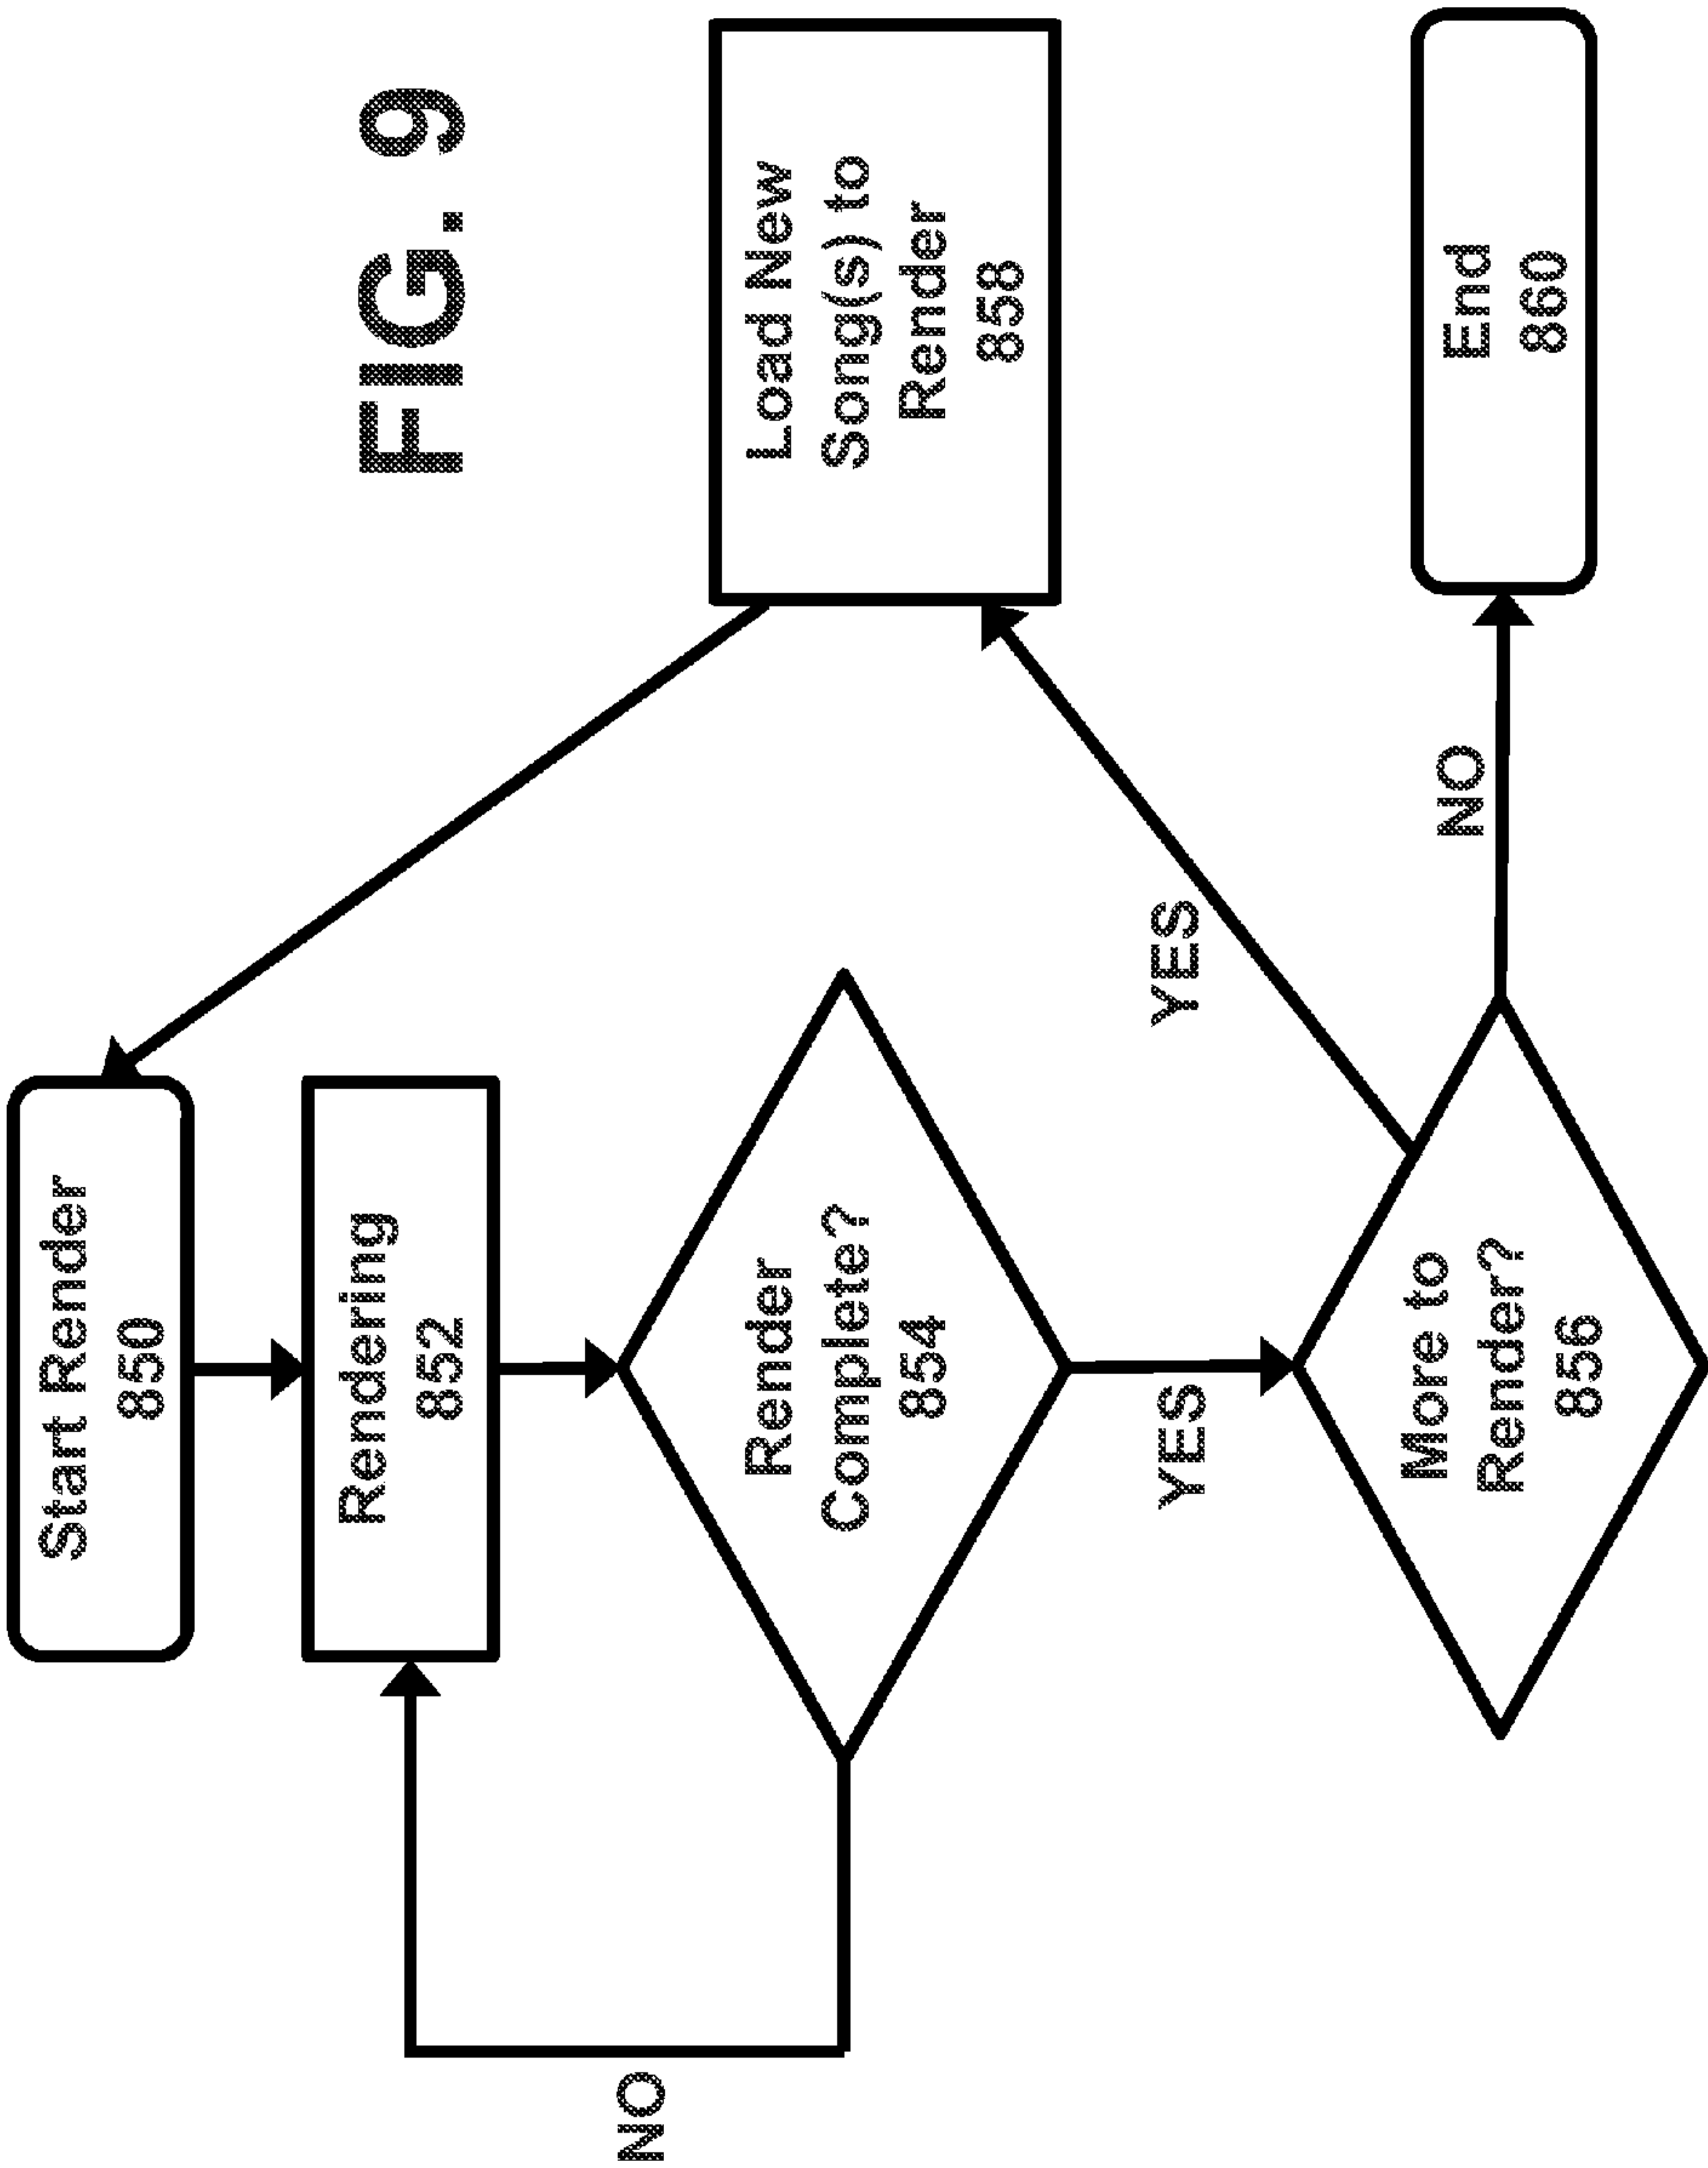 FIG. 9
Start Render
850
Rendering
852
NO
Render
Complete?
854
YES
More to
Render?
856
YES
Load New
Song(s) to
Render
858
NO
End
860